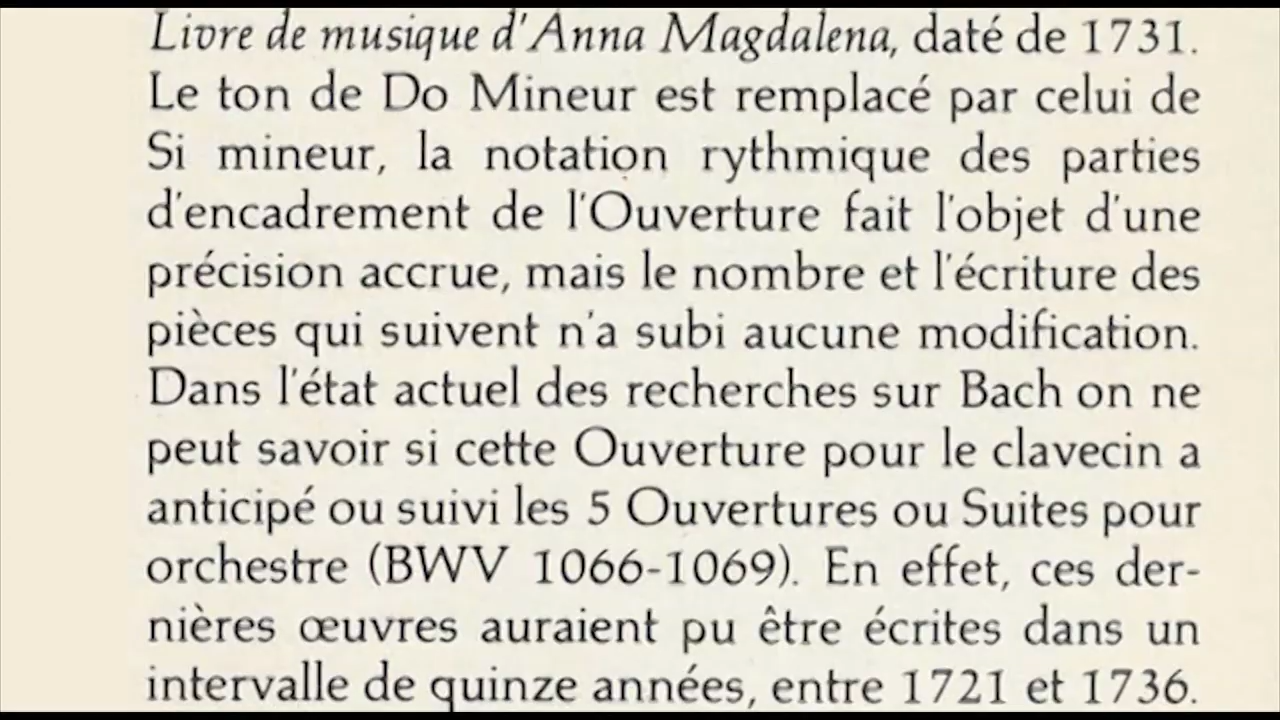 Livre de musique d'Anna Magdalena, daté de 1731.
Le ton de Do Mineur est remplacé par celui de
Si mineur, la notation rythmique des parties
d'encadrement de l'Ouverture fait l'objet d'une
précision accrue, mais le nombre et l'écriture des
pièces qui suivent n'a subi aucune modification.
Dans l'état actuel des recherches sur Bach on ne
peut savoir si cette Ouverture pour le clavecin a
anticipé ou suivi les 5 Ouvertures ou Suites pour
orchestre (BWV 1066-1069). En effet, ces der-
nières œuvres auraient pu être écrites dans un
intervalle de quinze années, entre 1721 et 1736.